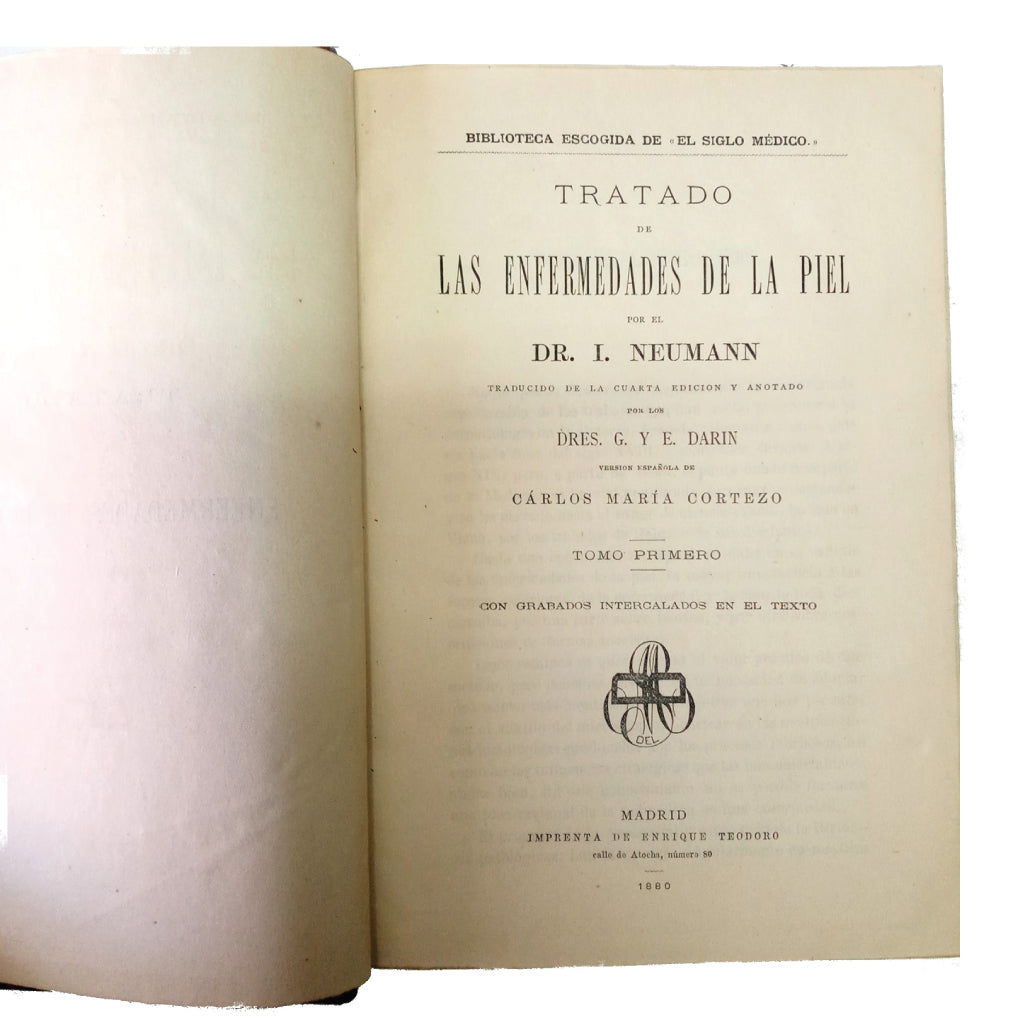 BIBLIOTECA ESCOGIDA DE «EL SIGLO MÉDICO.»
TRATADO
DE
LAS ENFERMEDADES DE LA PIEL
POR EL
DR. I. NEUMANN
TRADUCIDO DE LA CUARTA EDICION Y ANOTADO
POR LOS
DRES. G. Y E. DARIN
VERSION ESPAÑOLA DE
CÁRLOS MARÍA CORTEZO
TOMO PRIMERO
CON GRABADOS INTERCALADOS EN EL TEXTO
DEL
MADRID
IMPRENTA DE ENRIQUE TEODORO
calle de Atocha, número 80
1880